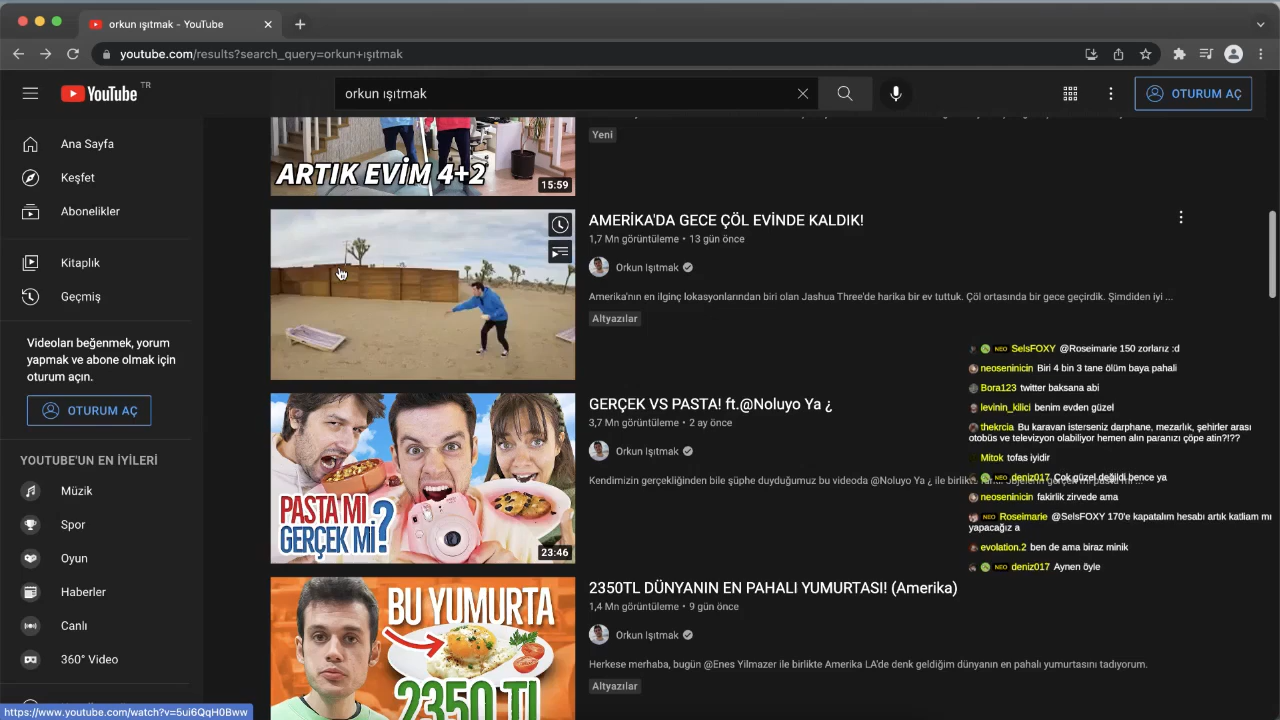 orkun ışıtmak - YouTube
youtube.com/results?search_query=orkun+ışıtmak
YouTube TR
orkun ışıtmak
OTURUM AÇ
Ana Sayfa
Keşfet
Abonelikler
Kitaplık
Geçmiş
Videoları beğenmek, yorum
yapmak ve abone olmak için
oturum açın.
OTURUM AÇ
YOUTUBE'UN EN İYİLERİ
Müzik
Spor
Oyun
Haberler
Canlı
360° Video
https://www.youtube.com/watch?v=5ui6QqH0Bww
ARTIK EVİM 4+2
15:59
Yeni
AMERİKA'DA GECE ÇÖL EVİNDE KALDIK!
1,7 Mn görüntüleme • 13 gün önce
Orkun Işıtmak
Amerika'nın en ilginç lokasyonlarından biri olan Jashua Three'de harika bir ev tuttuk. Çöl ortasında bir gece geçirdik. Şimdiden iyi ...
Altyazılar
PASTA MI
GERÇEK Mİ?
23:46
GERÇEK VS PASTA! ft.@Noluyo Ya ¿
3,7 Mn görüntüleme • 2 ay önce
Orkun Işıtmak
Kendimizin gerçekliğinden bile şüphe duyduğumuz bu videoda @Noluyo Ya ¿ ile birlikte
BU YUMURTA
2350 TL
2350TL DÜNYANIN EN PAHALI YUMURTASI! (Amerika)
1,4 Mn görüntüleme • 9 gün önce
Orkun Işıtmak
Herkese merhaba, bugün @Enes Yilmazer ile birlikte Amerika LA'de denk geldiğim dünyanın en pahalı yumurtasını tadıyorum.
Altyazılar
NEO SelsFOXY @Roseimarie 150 zorlarız :d
neoseninicin Biri 4 bin 3 tane ölüm baya pahali
Bora123 twitter baksana abi
levinin_kilici benim evden güzel
thekrcia Bu karavan isterseniz darphane, mezarlık, şehirler arası
otobüs ve televizyon olabiliyor hemen alın paranızı çöpe atin?!??
Mitok tofas iyidir
NEO deniz017 Çok güzel değildi bence ya
neoseninicin fakirlik zirvede ama
NEO Roseimarie @SelsFOXY 170'e kapatalım hesabı artık katliam mı
yapacağız a
evolation.2 ben de ama biraz minik
NEO deniz017 Aynen öyle